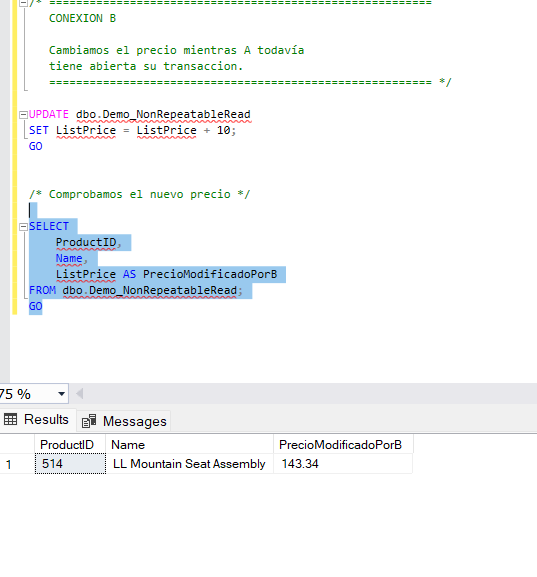 /* =========================================================
CONEXION B
Cambiamos el precio mientras A todavía
tiene abierta su transaccion.
========================================================= */
UPDATE dbo.Demo_NonRepeatableRead
SET ListPrice = ListPrice + 10;
GO
/* Comprobamos el nuevo precio */
SELECT
ProductID,
Name,
ListPrice AS PrecioModificadoPorB
FROM dbo.Demo_NonRepeatableRead;
GO
75 %
Results Messages
ProductID Name PrecioModificadoPorB
1 514 LL Mountain Seat Assembly 143.34